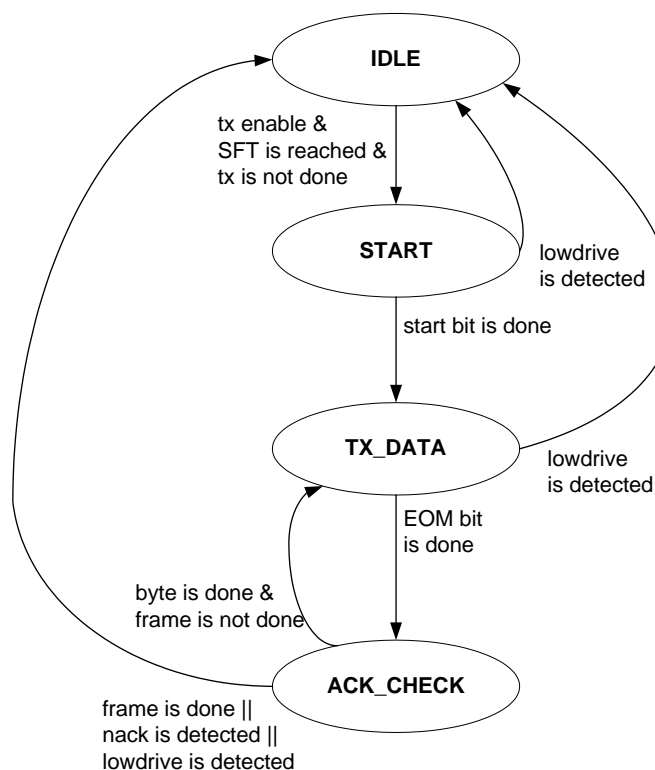 IDLE
tx enable &
SFT is reached &
tx is not done
START
lowdrive
is detected
start bit is done
TX_DATA
lowdrive
is detected
EOM bit
is done
byte is done &
frame is not done
ACK_CHECK
frame is done ||
nack is detected ||
lowdrive is detected